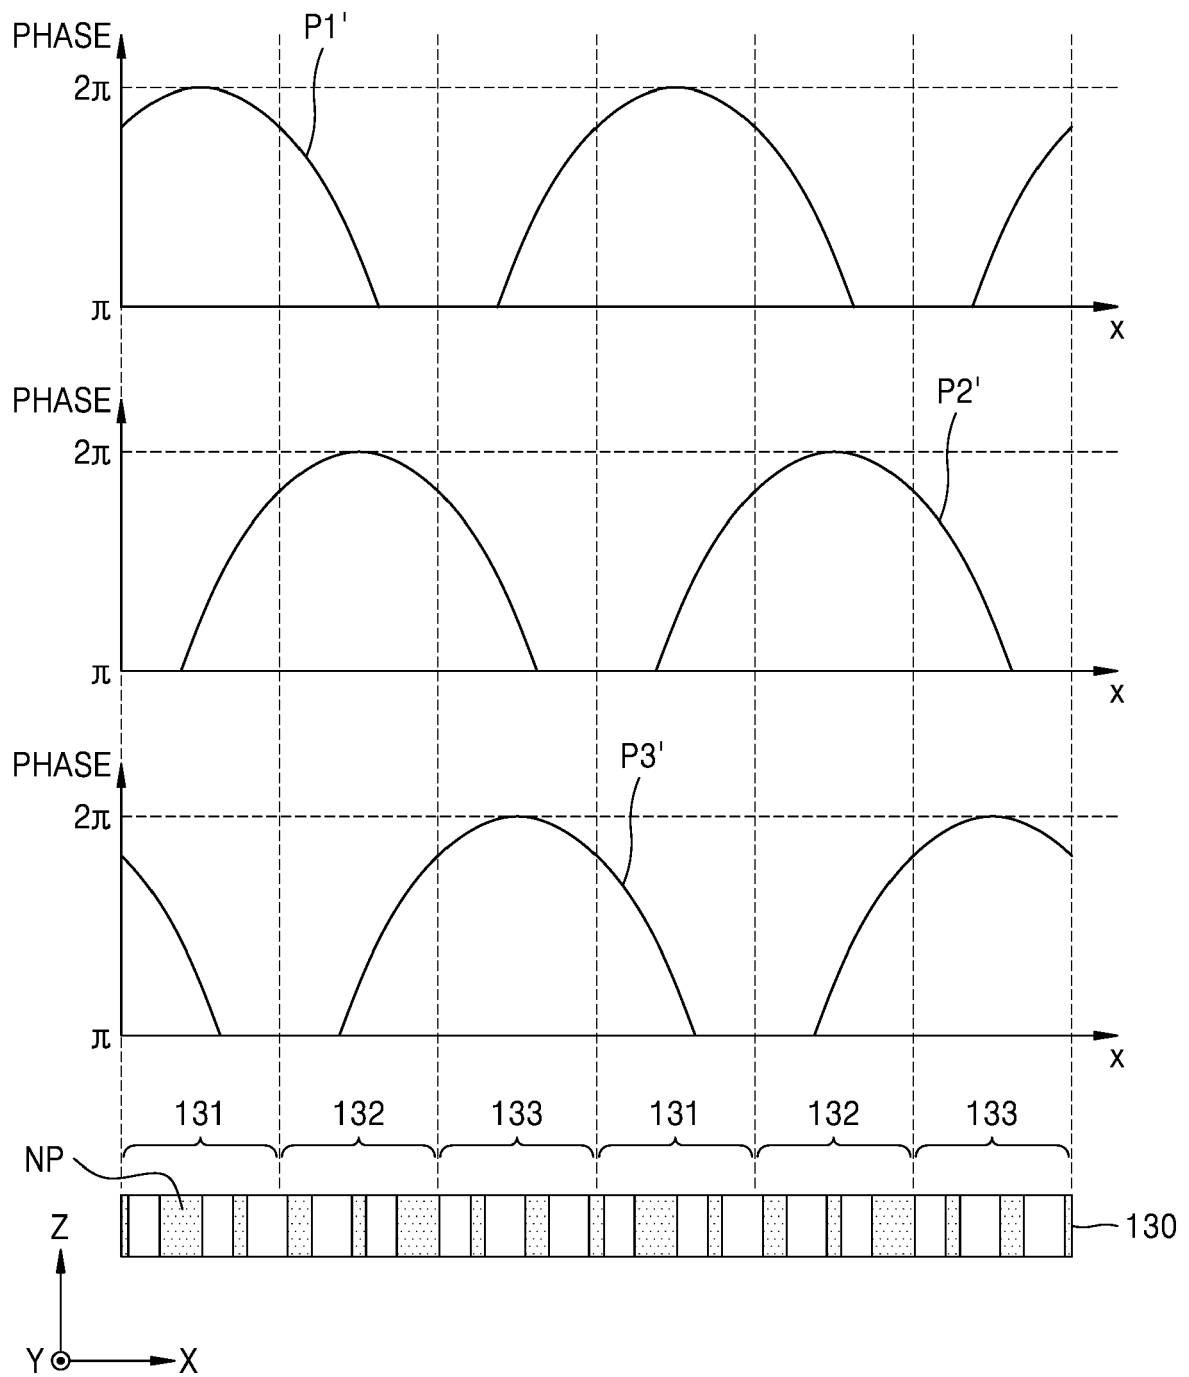 P1'
PHASE
2π
π
x
P2'
PHASE
2π
π
x
P3'
PHASE
2π
π
x
131 132 133 131 132 133
NP
130
Z
Y X